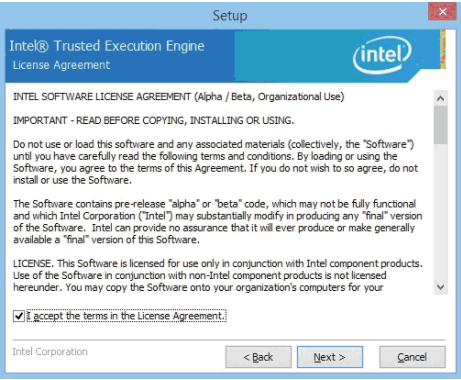 Setup
Intel® Trusted Execution Engine
License Agreement
intel
INTEL SOFTWARE LICENSE AGREEMENT (Alpha / Beta, Organizational Use)
IMPORTANT - READ BEFORE COPYING, INSTALLING OR USING.
Do not use or load this software and any associated materials (collectively, the "Software")
until you have carefully read the following terms and conditions. By loading or using the
Software, you agree to the terms of this Agreement. If you do not wish to so agree, do not
install or use the Software.
The Software contains pre-release "alpha" or "beta" code, which may not be fully functional
and which Intel Corporation ("Intel") may substantially modify in producing any "final" version
of the Software. Intel can provide no assurance that it will ever produce or make generally
available a "final" version of this Software.
LICENSE. This Software is licensed for use only in conjunction with Intel component products.
Use of the Software in conjunction with non-Intel component products is not licensed
hereunder. You may copy the Software onto your organization's computers for your
I accept the terms in the License Agreement.
Intel Corporation
< Back
Next >
Cancel